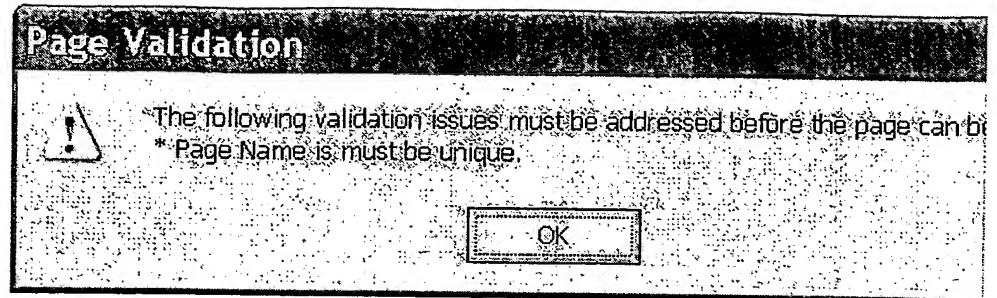 Page Validation
The following validation issues must be addressed before the page can be
* Page Name is must be unique.
OK